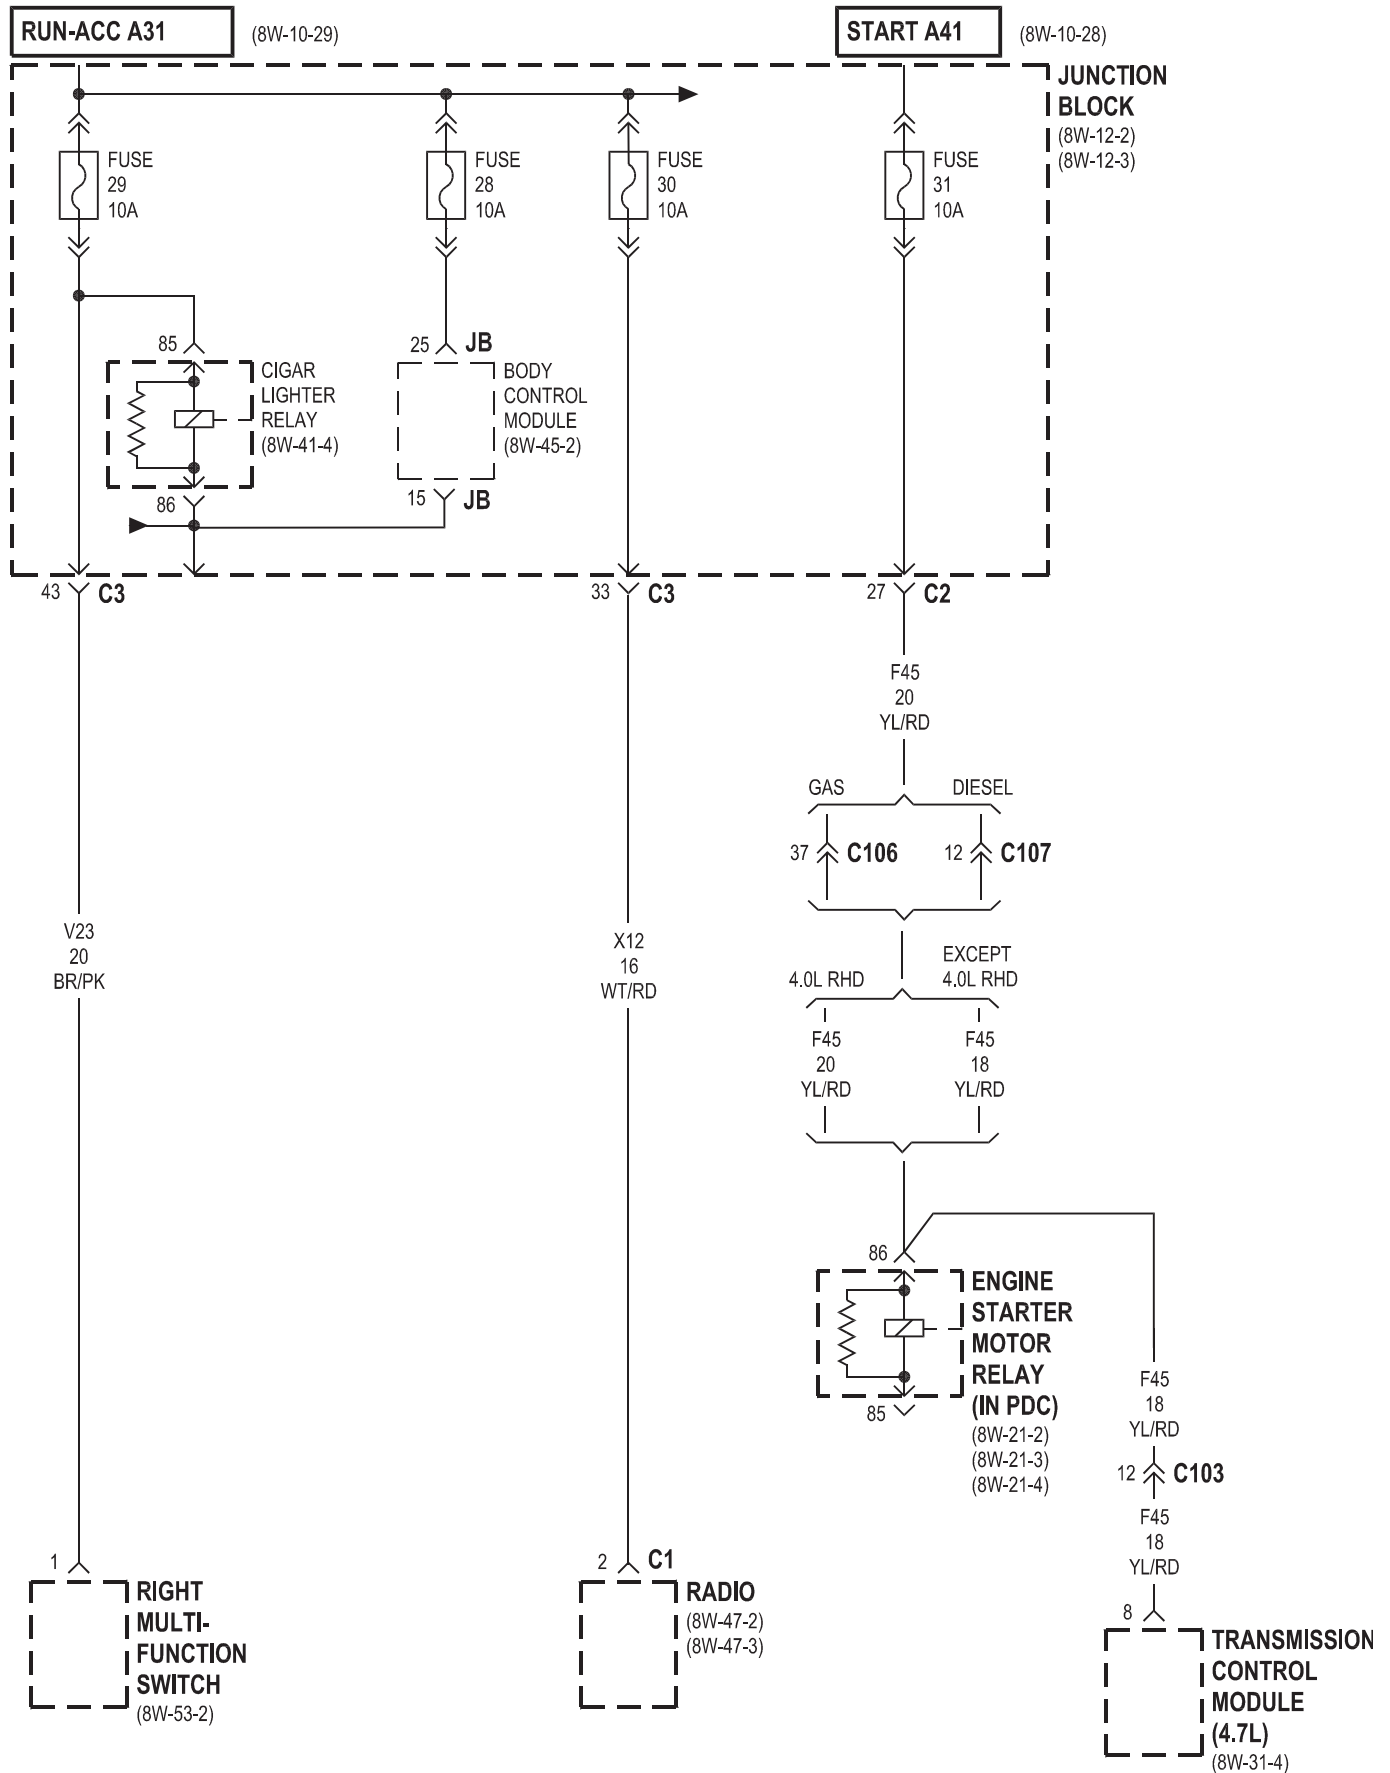 RUN-ACC A31
(8W-10-29)
START A41
(8W-10-28)
JUNCTION
BLOCK
(8W-12-2)
(8W-12-3)
FUSE
29
10A
FUSE
28
10A
FUSE
30
10A
FUSE
31
10A
85
CIGAR
LIGHTER
RELAY
(8W-41-4)
86
25
JB
BODY
CONTROL
MODULE
(8W-45-2)
15
JB
43
C3
33
C3
27
C2
F45
20
YL/RD
GAS
DIESEL
37
C106
12
C107
V23
20
BR/PK
X12
16
WT/RD
4.0L RHD
EXCEPT
4.0L RHD
F45
20
YL/RD
F45
18
YL/RD
86
ENGINE
STARTER
MOTOR
RELAY
(IN PDC)
(8W-21-2)
(8W-21-3)
(8W-21-4)
85
F45
18
YL/RD
12
C103
F45
18
YL/RD
1
RIGHT
MULTI-
FUNCTION
SWITCH
(8W-53-2)
2
C1
RADIO
(8W-47-2)
(8W-47-3)
8
TRANSMISSION
CONTROL
MODULE
(4.7L)
(8W-31-4)